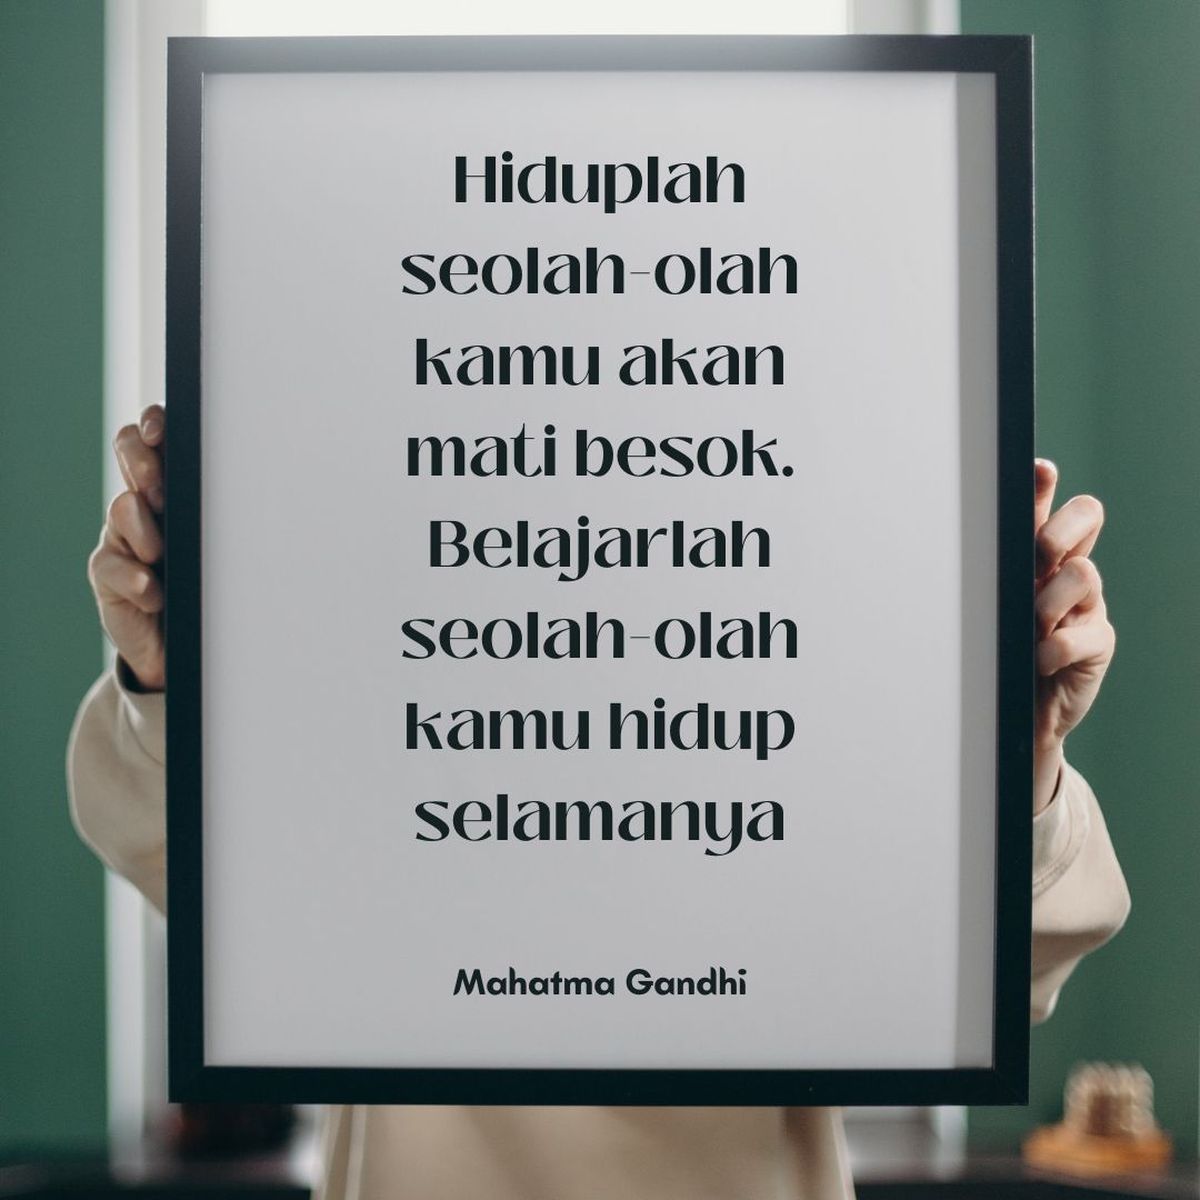 Hiduplah
seolah-olah
kamu akan
mati besok.
Belajarlah
seolah-olah
kamu hidup
selamanya
Mahatma Gandhi